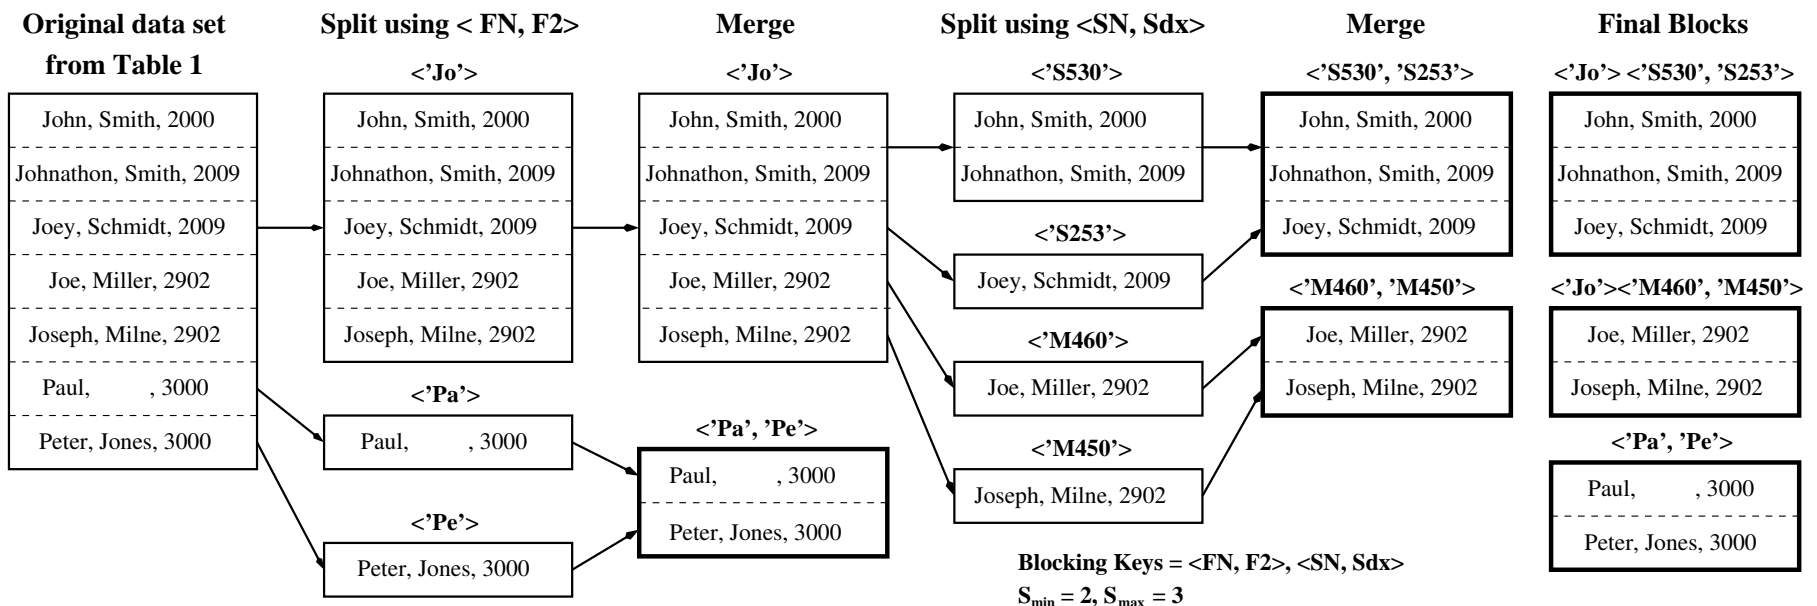 Original data set
from Table 1
John, Smith, 2000
Johnathon, Smith, 2009
Joey, Schmidt, 2009
Joe, Miller, 2902
Joseph, Milne, 2902
Paul, , 3000
Peter, Jones, 3000
Split using < FN, F2>
<'Jo'>
John, Smith, 2000
Johnathon, Smith, 2009
Joey, Schmidt, 2009
Joe, Miller, 2902
Joseph, Milne, 2902
<'Pa'>
Paul, , 3000
<'Pe'>
Peter, Jones, 3000
Merge
<'Jo'>
John, Smith, 2000
Johnathon, Smith, 2009
Joey, Schmidt, 2009
Joe, Miller, 2902
Joseph, Milne, 2902
<'Pa', 'Pe'>
Paul, , 3000
Peter, Jones, 3000
Split using <SN, Sdx>
<'S530'>
John, Smith, 2000
Johnathon, Smith, 2009
<'S253'>
Joey, Schmidt, 2009
<'M460'>
Joe, Miller, 2902
<'M450'>
Joseph, Milne, 2902
Merge
<'S530', 'S253'>
John, Smith, 2000
Johnathon, Smith, 2009
Joey, Schmidt, 2009
<'M460', 'M450'>
Joe, Miller, 2902
Joseph, Milne, 2902
Final Blocks
<'Jo'> <'S530', 'S253'>
John, Smith, 2000
Johnathon, Smith, 2009
Joey, Schmidt, 2009
<'Jo'><'M460', 'M450'>
Joe, Miller, 2902
Joseph, Milne, 2902
<'Pa', 'Pe'>
Paul, , 3000
Peter, Jones, 3000
Blocking Keys = <FN, F2>, <SN, Sdx>
Smin = 2, Smax = 3